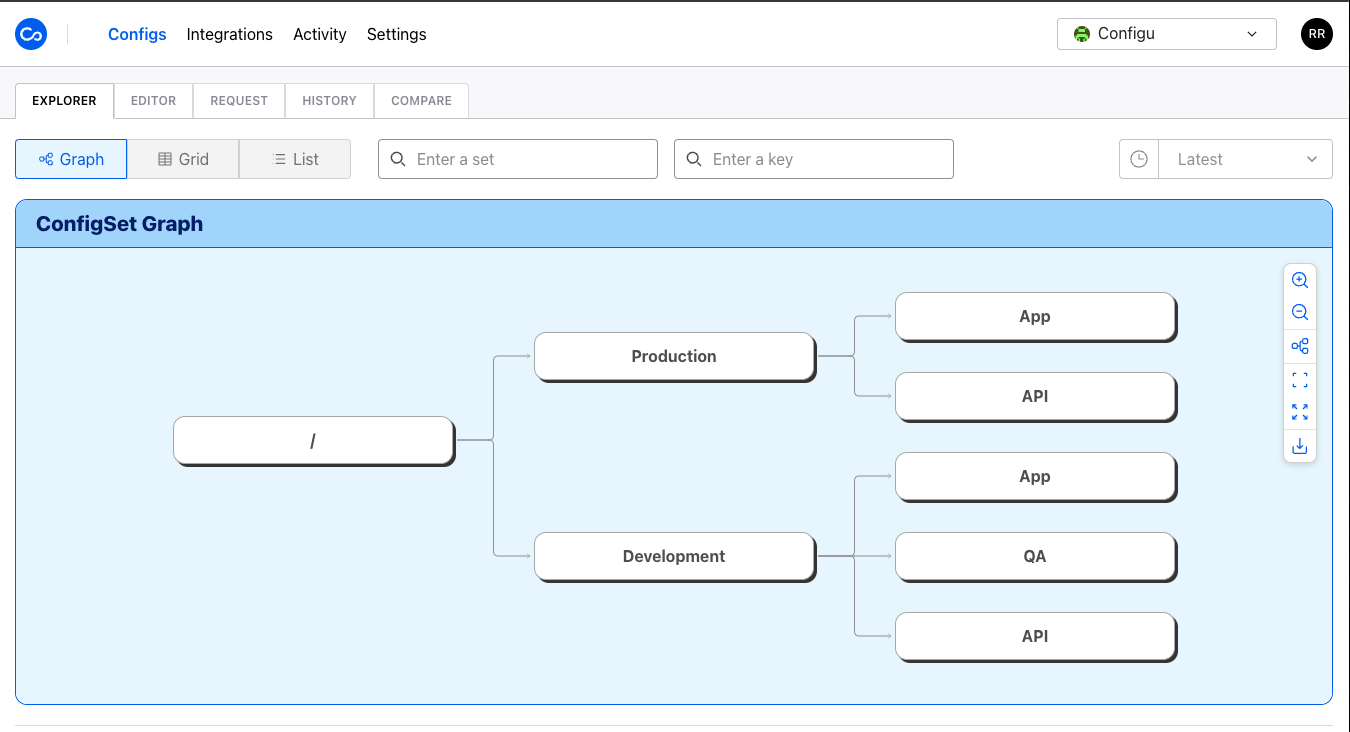 Configs Integrations Activity Settings Configu RR
EXPLORER EDITOR REQUEST HISTORY COMPARE
Graph Grid List Enter a set Enter a key Latest
ConfigSet Graph
App
Production
API
/
App
Development QA
API